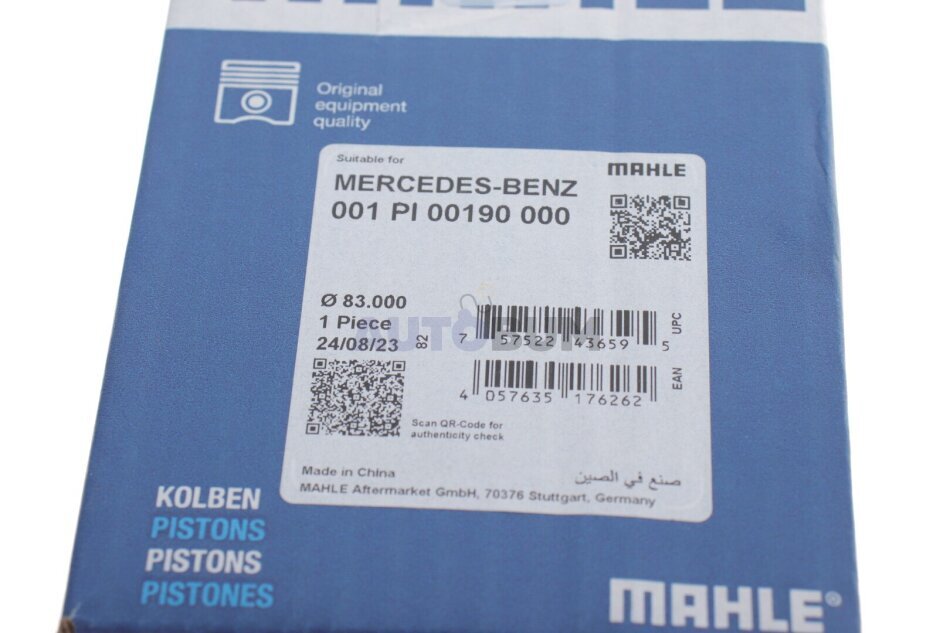 Original
equipment
quality
Suitable for
MAHLE
MERCEDES-BENZ
001 PI 00190 000
Ø 83.000
1 Piece
24/08/23
82
AUTOBUM
7 57522 43659 5
UPC
4 057635 176262
EAN
Scan QR-Code for
authenticity check
Made in China
صنع في الصين
MAHLE Aftermarket GmbH, 70376 Stuttgart, Germany
KOLBEN
PISTONS
PISTONS
PISTONES
MAHLE®